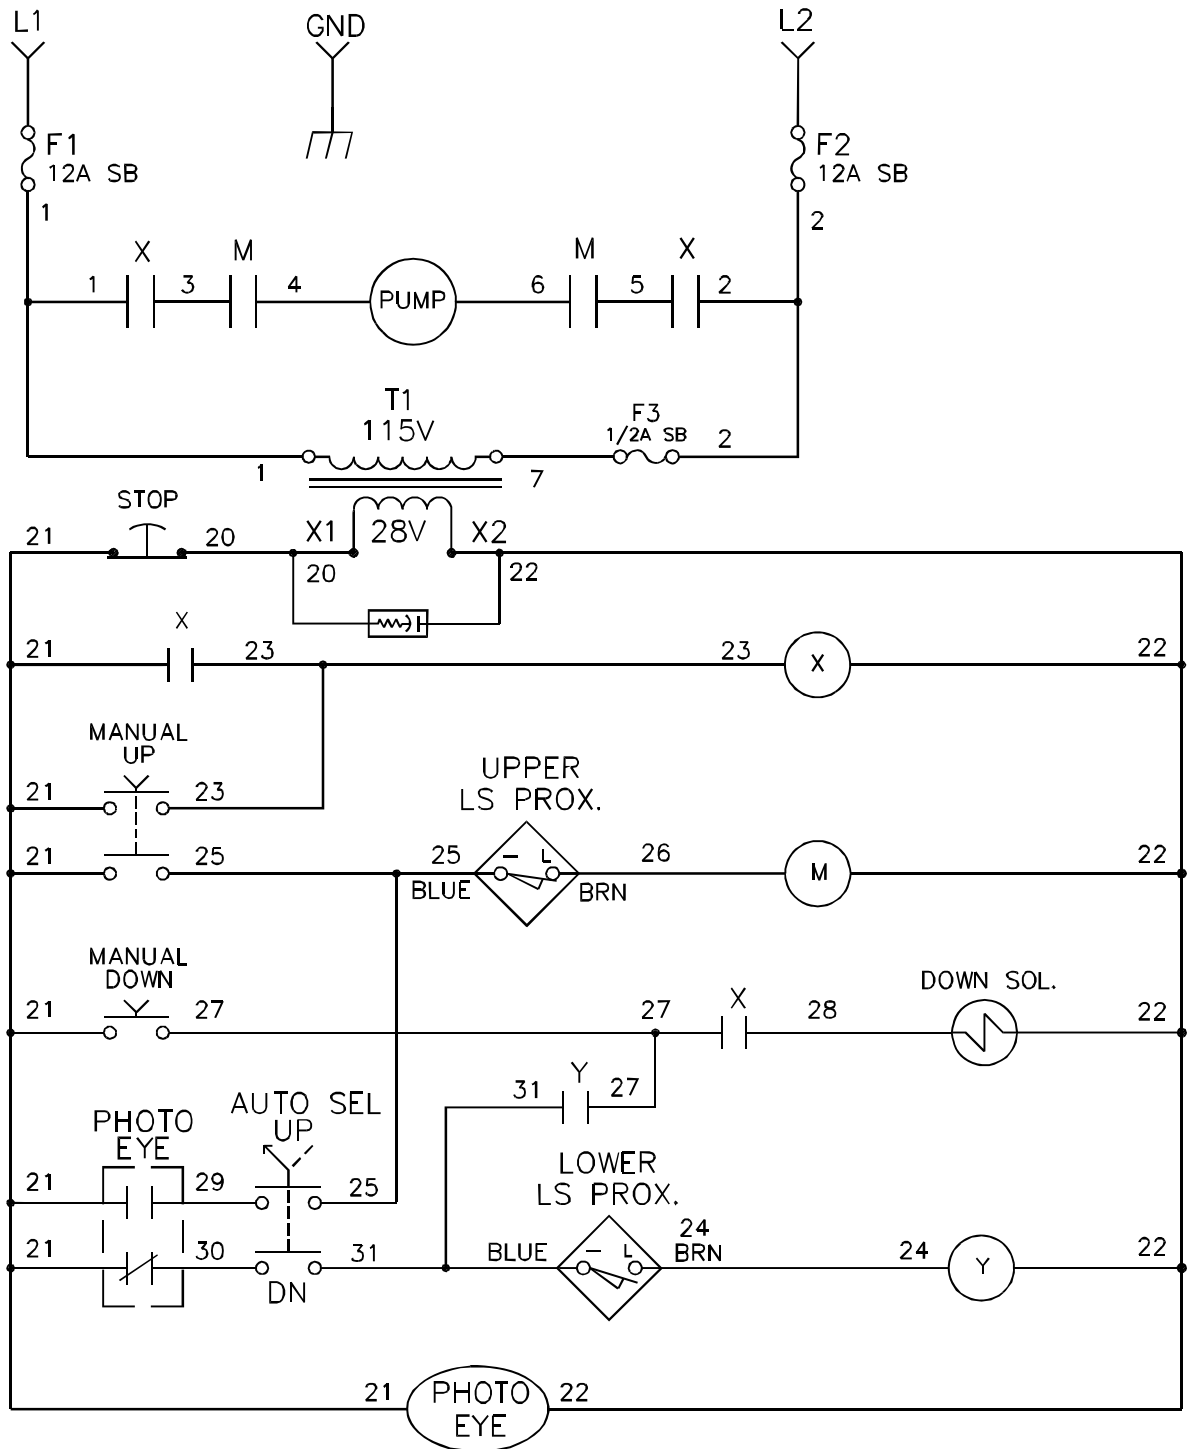 L1
GND
L2
F1
12A SB
F2
12A SB
1
2
X
M
M
X
1
3
4
PUMP
6
5
2
T1
115V
F3
1/2A SB
2
1
7
STOP
21
20
X1
28V
X2
20
22
X
21
23
23
X
22
MANUAL
UP
21
23
UPPER
LS PROX.
21
25
25
BLUE
–
L
26
BRN
M
22
MANUAL
DOWN
21
27
27
X
28
DOWN SOL.
22
31
Y
27
PHOTO
EYE
AUTO SEL
UP
21
29
25
LOWER
LS PROX.
21
30
31
DN
BLUE
–
L
24
BRN
24
Y
22
21
PHOTO
EYE
22